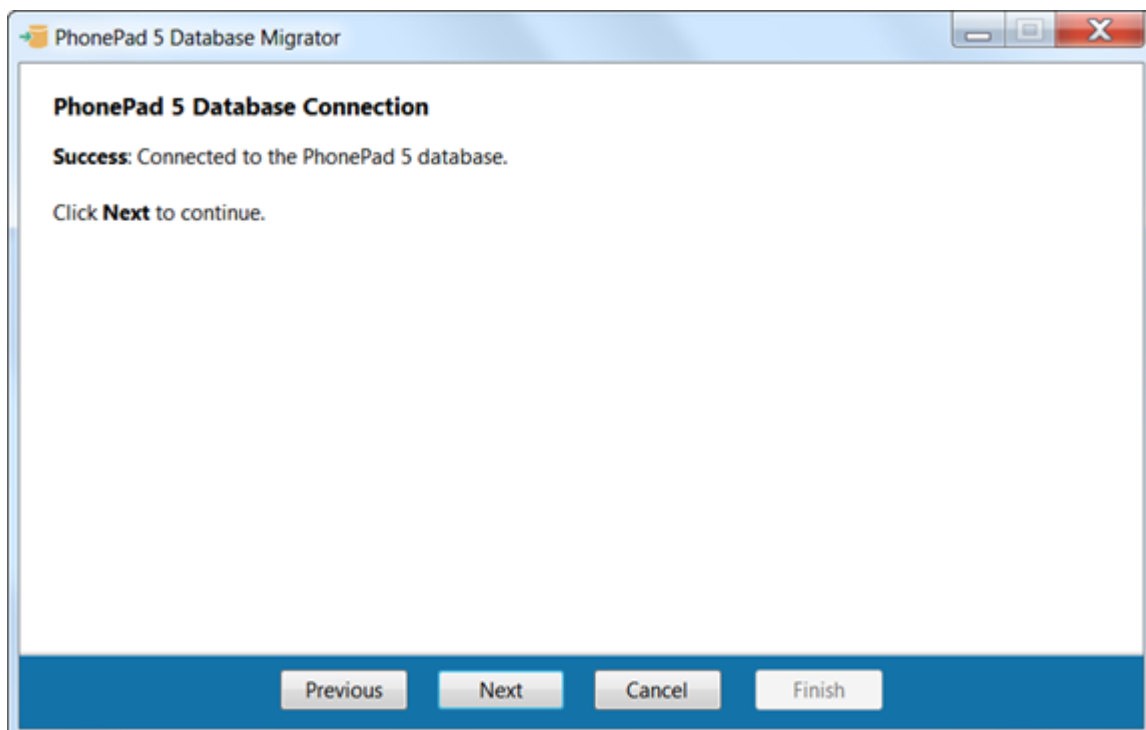 PhonePad 5 Database Migrator
PhonePad 5 Database Connection
Success: Connected to the PhonePad 5 database.
Click Next to continue.
Previous
Next
Cancel
Finish